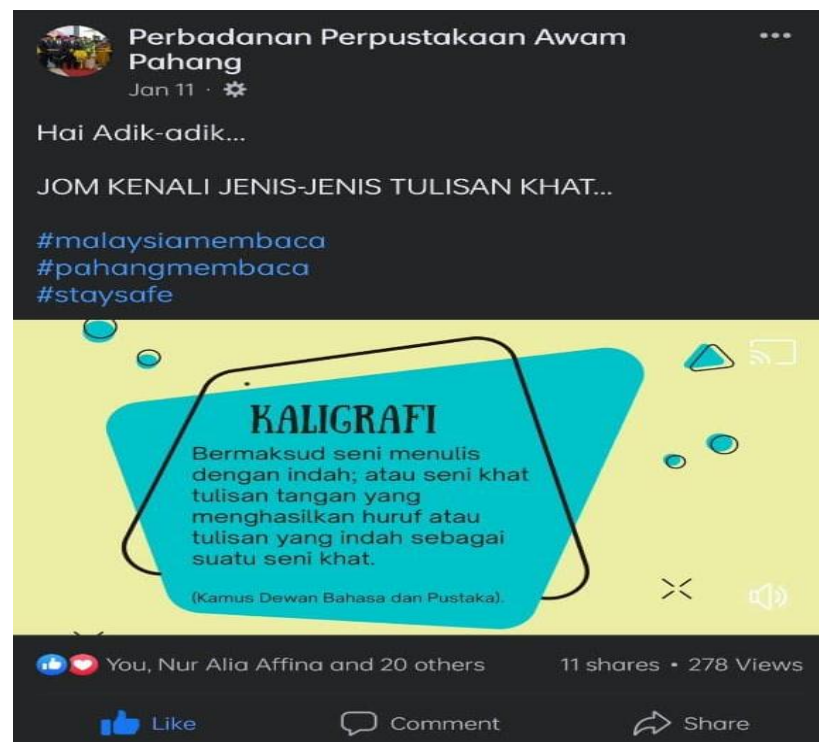 Perbadanan Perpustakaan Awam
Pahang
Jan 11 ·
Hai Adik-adik...
JOM KENALI JENIS-JENIS TULISAN KHAT...
#malaysiamembaca
#pahangmembaca
#staysafe
KALIGRAFI
Bermaksud seni menulis
dengan indah; atau seni khat
tulisan tangan yang
menghasilkan huruf atau
tulisan yang indah sebagai
suatu seni khat.
(Kamus Dewan Bahasa dan Pustaka).
You, Nur Alia Affina and 20 others 11 shares • 278 Views
Like Comment Share